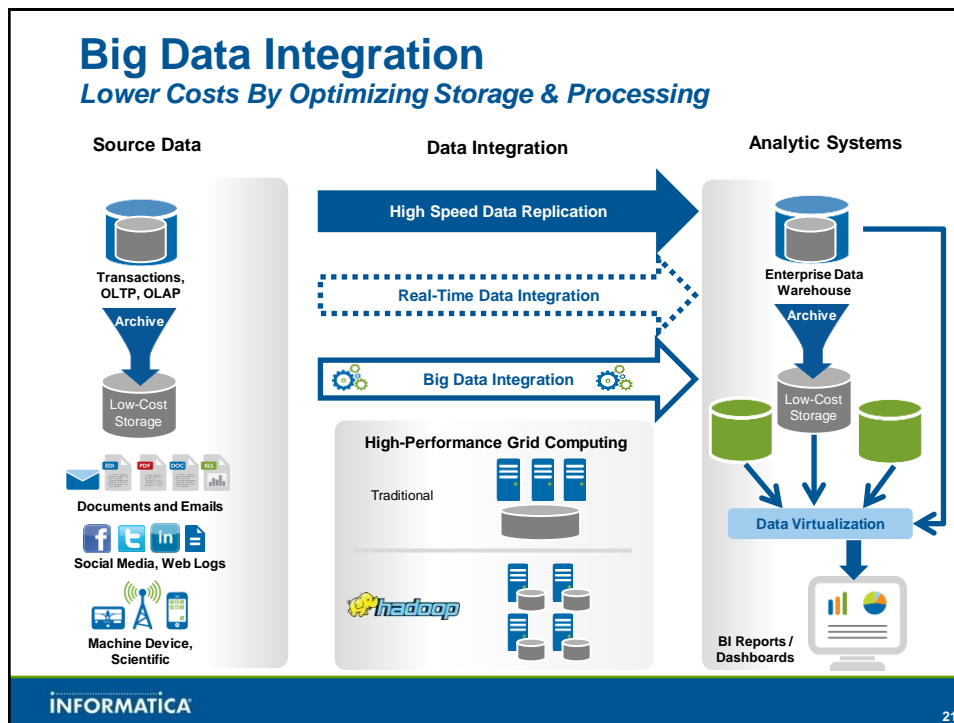 Big Data Integration
Lower Costs By Optimizing Storage & Processing
Source Data
Transactions,
OLTP, OLAP
Archive
Low-Cost
Storage
EDI
PDF
DOC
XLS
Documents and Emails
f
t
in
Social Media, Web Logs
Machine Device,
Scientific
Data Integration
High Speed Data Replication
Real-Time Data Integration
Big Data Integration
High-Performance Grid Computing
Traditional
hadoop
Analytic Systems
Enterprise Data
Warehouse
Archive
Low-Cost
Storage
Data Virtualization
BI Reports /
Dashboards
INFORMATICA
21